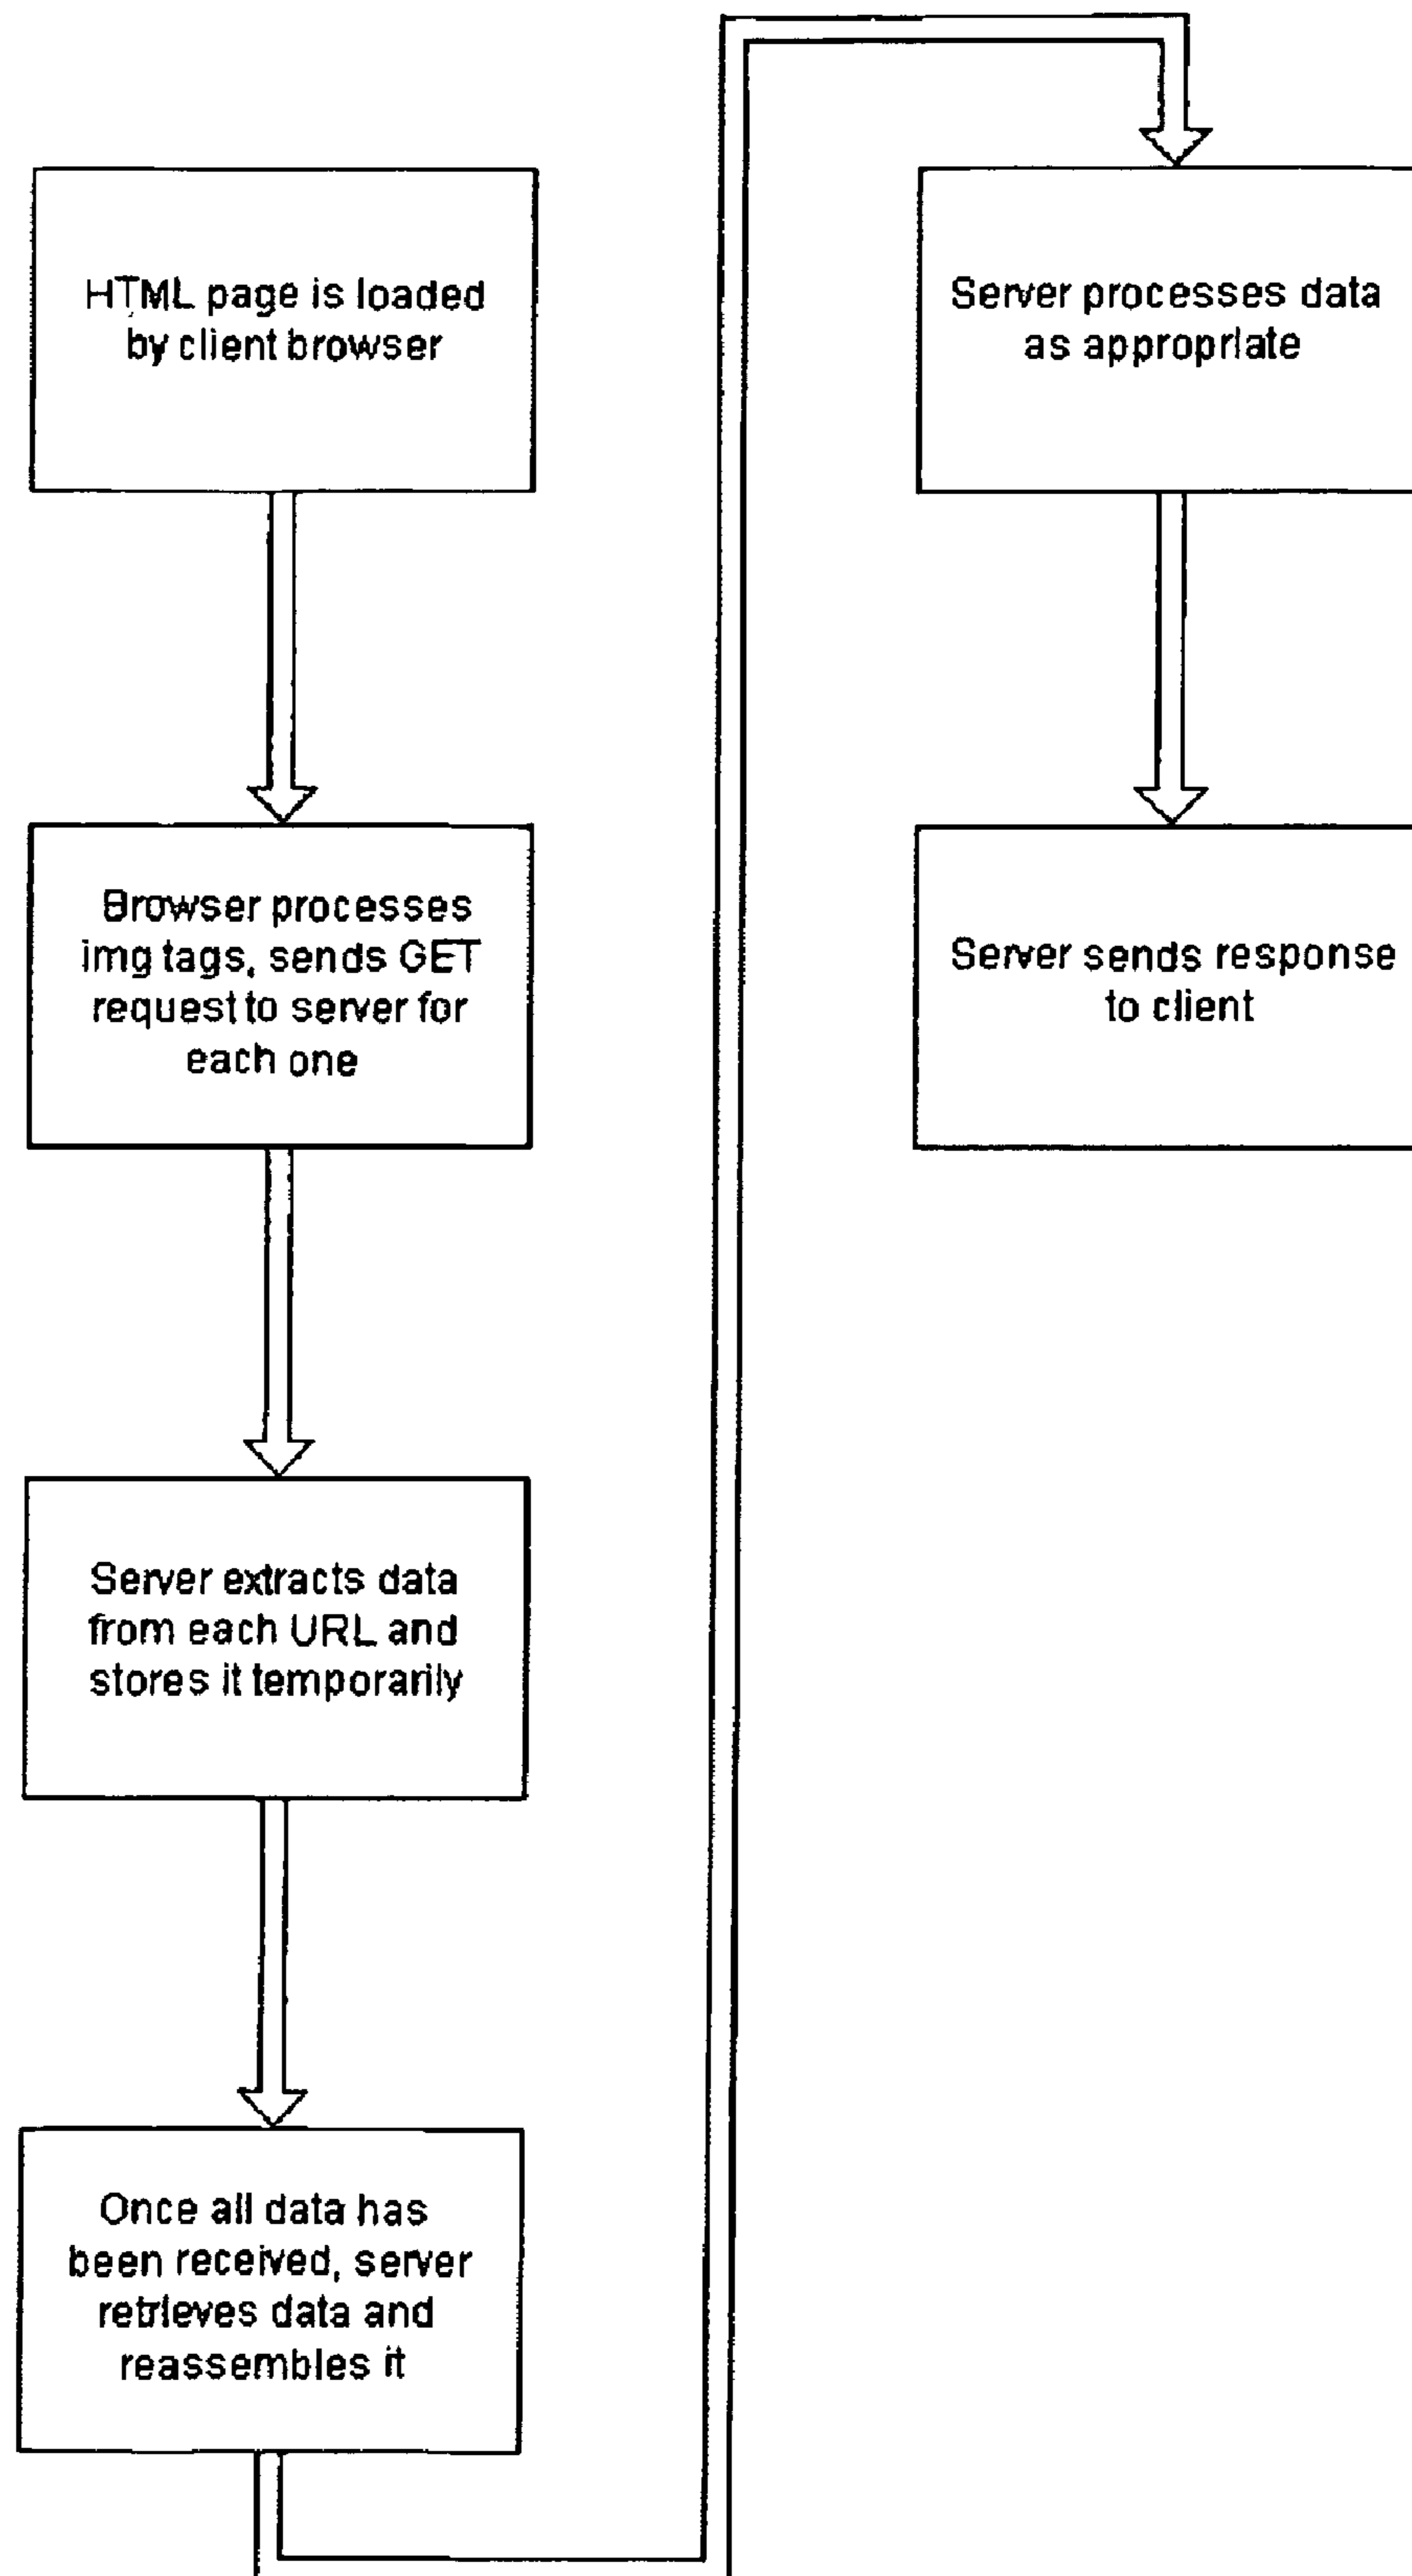 HTML page is loaded
by client browser
Browser processes
img tags, sends GET
request to server for
each one
Server extracts data
from each URL and
stores it temporarily
Once all data has
been received, server
retrieves data and
reassembles it
Server processes data
as appropriate
Server sends response
to client